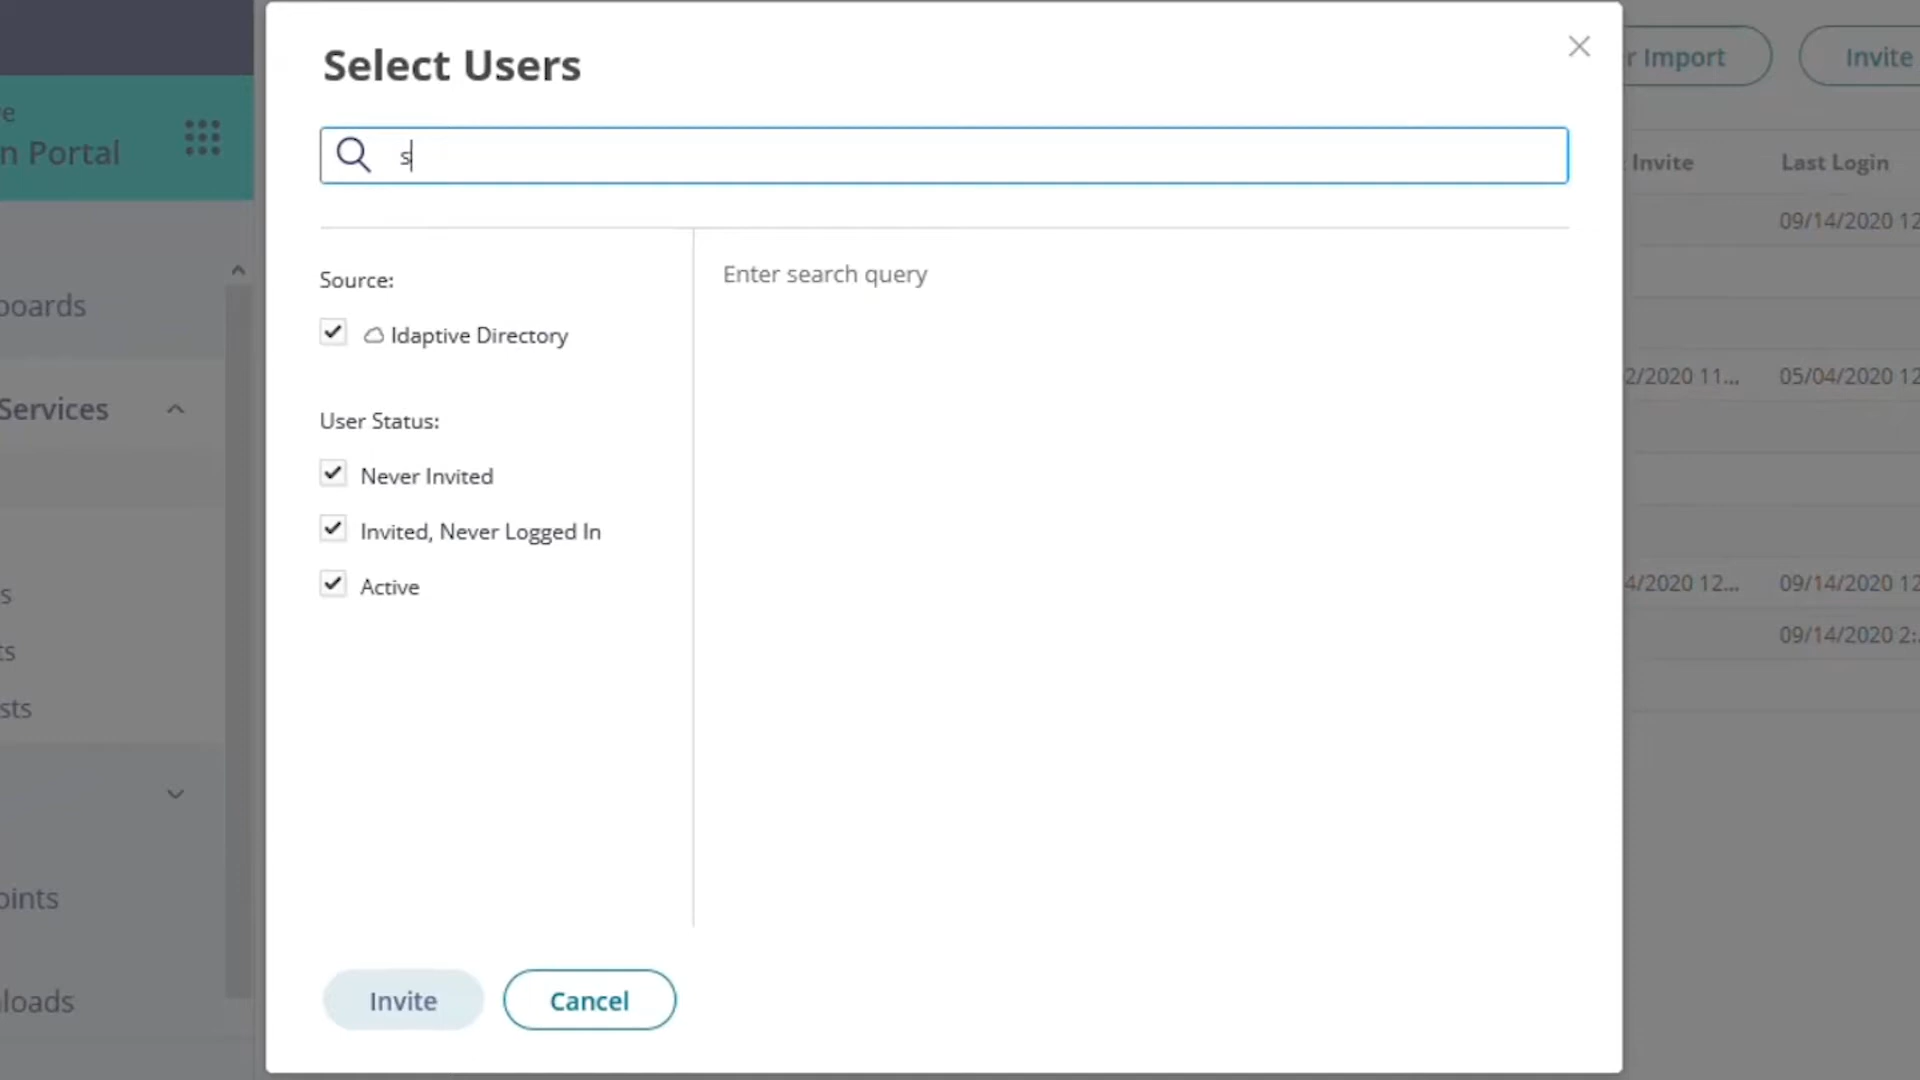 Select Users
s
Source:
Idaptive Directory
User Status:
Never Invited
Invited, Never Logged In
Active
Enter search query
Invite
Cancel
e
n Portal
boards
Services
s
ts
sts
oints
loads
r Import
Invite
Invite
Last Login
09/14/2020 12
2/2020 11...
05/04/2020 12
4/2020 12...
09/14/2020 12
09/14/2020 2:.